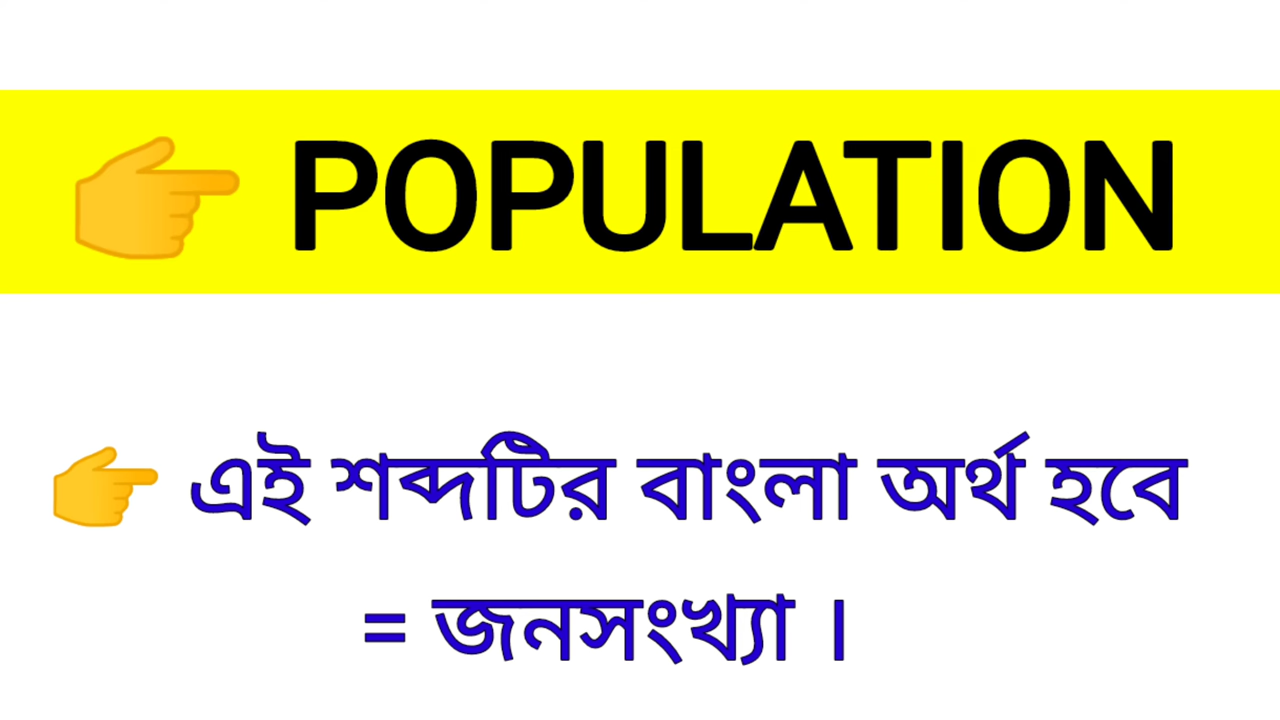 👉 POPULATION
👉 এই শব্দটির বাংলা অর্থ হবে
= জনসংখ্যা ।